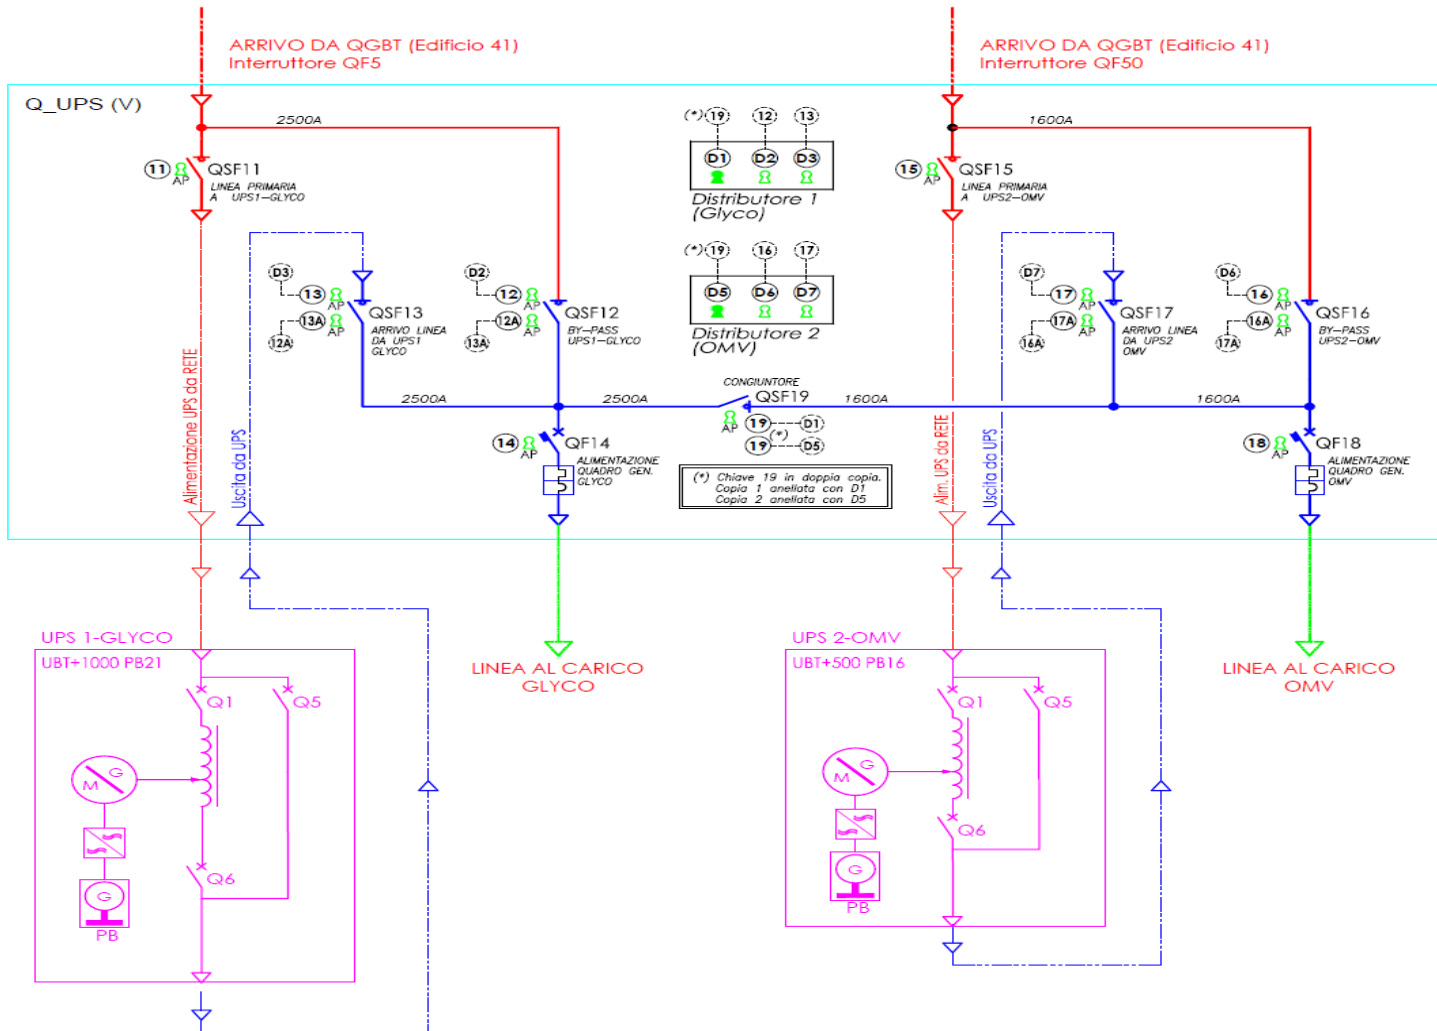 ARRIVO DA QGBT (Edificio 41)
Interruttore QF5
ARRIVO DA QGBT (Edificio 41)
Interruttore QF50
Q_UPS (V)
2500A
1600A
(*) 19 12 13
D1 D2 D3
Distributore 1
(Glyco)
11
AP
QSF11
LINEA PRIMARIA
A UPS1-GLYCO
15
AP
QSF15
LINEA PRIMARIA
A UPS2-OMV
(*) 19 16 17
D5 D6 D7
Distributore 2
(OMV)
D3
13
AP
13A
AP
12A
QSF13
ARRIVO LINEA
DA UPS1
GLYCO
D2
12
AP
12A
AP
13A
QSF12
BY-PASS
UPS1-GLYCO
D7
17
AP
17A
AP
16A
QSF17
ARRIVO LINEA
DA UPS2
OMV
D6
16
AP
16A
AP
17A
QSF16
BY-PASS
UPS2-OMV
Alimentazione UPS da RETE
Uscita da UPS
Alim. UPS da RETE
Uscita da UPS
2500A
2500A
CONGIUNTORE
QSF19
1600A
1600A
AP
19 D1
(*)
19 D5
14
AP
QF14
ALIMENTAZIONE
QUADRO GEN.
GLYCO
18
AP
QF18
ALIMENTAZIONE
QUADRO GEN.
OMV
(*) Chiave 19 in doppia copia.
Copia 1 anellata con D1
Copia 2 anellata con D5
UPS 1-GLYCO
UBT+1000 PB21
Q1
Q5
M/G
Q6
G
PB
LINEA AL CARICO
GLYCO
UPS 2-OMV
UBT+500 PB16
Q1
Q5
M/G
Q6
G
PB
LINEA AL CARICO
OMV